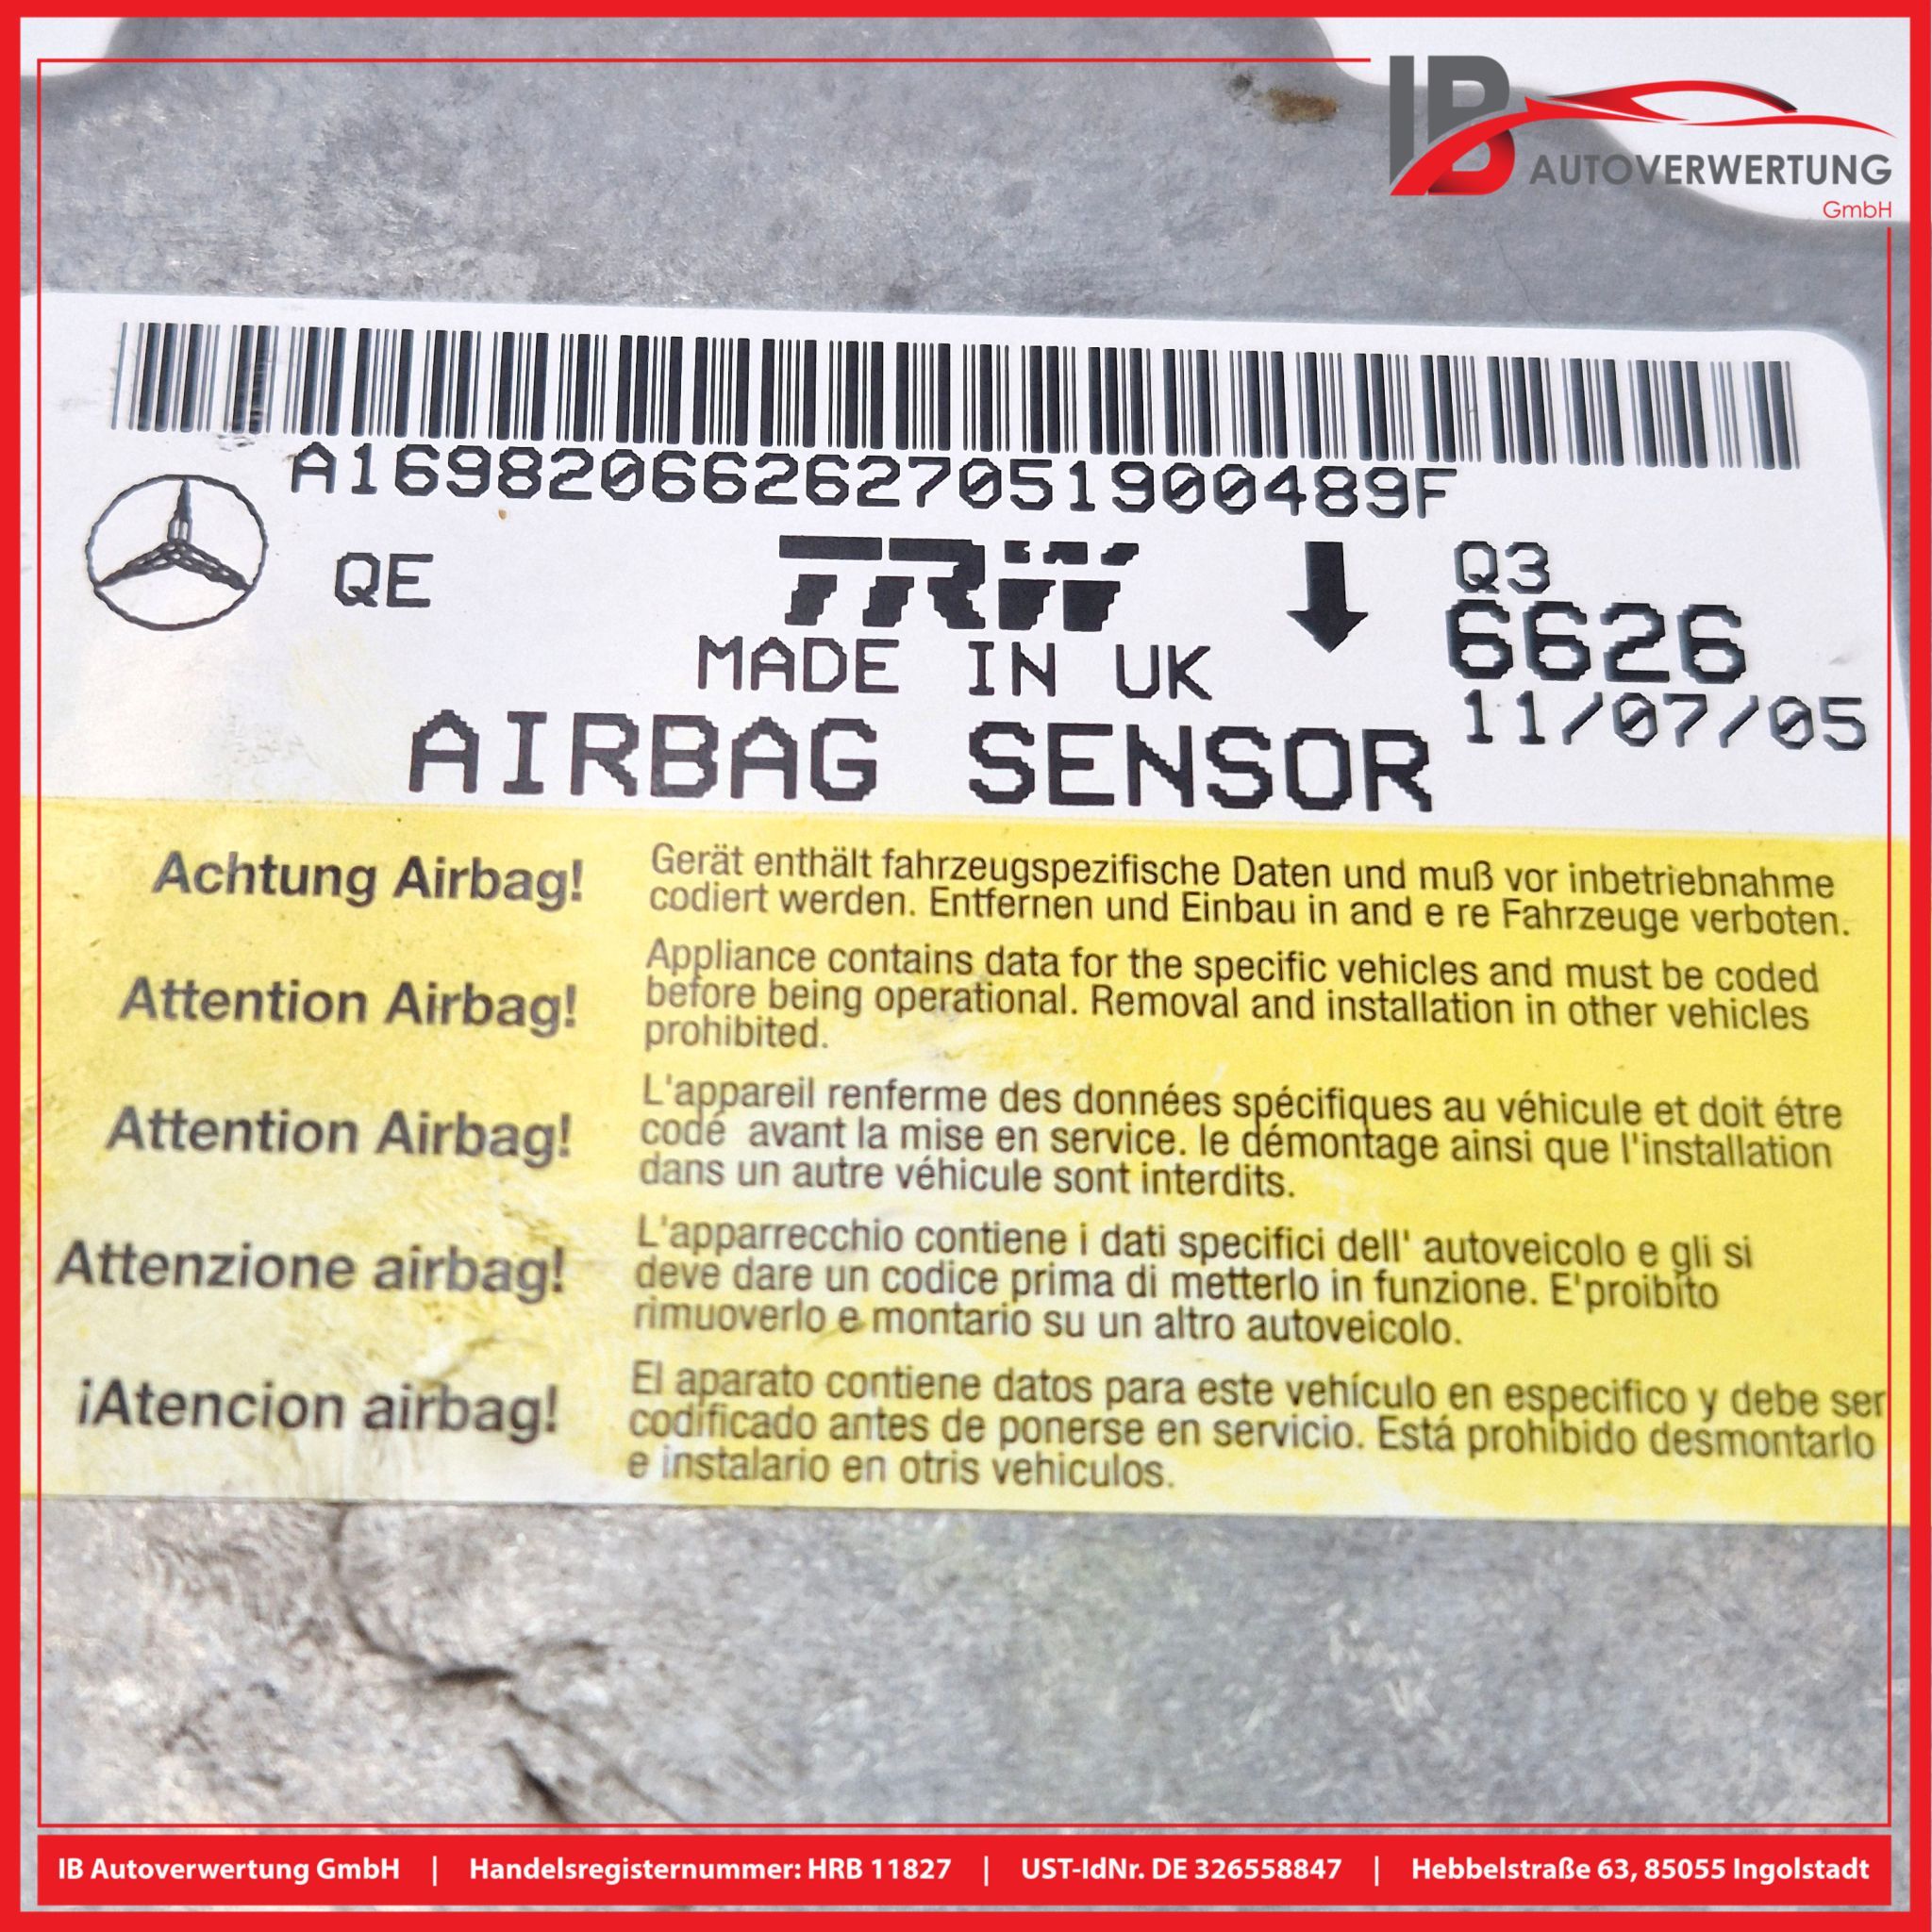 IB
AUTOVERWERTUNG
GmbH
A169820662627051900489F
QE
TRW
Q3
6626
MADE IN UK
11/07/05
AIRBAG SENSOR
Achtung Airbag!
Gerät enthält fahrzeugspezifische Daten und muß vor inbetriebnahme
codiert werden. Entfernen und Einbau in and e re Fahrzeuge verboten.
Attention Airbag!
Appliance contains data for the specific vehicles and must be coded
before being operational. Removal and installation in other vehicles
prohibited.
Attention Airbag!
L'appareil renferme des données spécifiques au véhicule et doit étre
codé avant la mise en service. le démontage ainsi que l'installation
dans un autre véhicule sont interdits.
Attenzione airbag!
L'apparrecchio contiene i dati specifici dell' autoveicolo e gli si
deve dare un codice prima di metterlo in funzione. E'proibito
rimuoverlo e montario su un altro autoveicolo.
¡Atencion airbag!
El aparato contiene datos para este vehículo en especifico y debe ser
codificado antes de ponerse en servicio. Está prohibido desmontarlo
e instalario en otris vehiculos.
IB Autoverwertung GmbH | Handelsregisternummer: HRB 11827 | UST-IdNr. DE 326558847 | Hebbelstraße 63, 85055 Ingolstadt